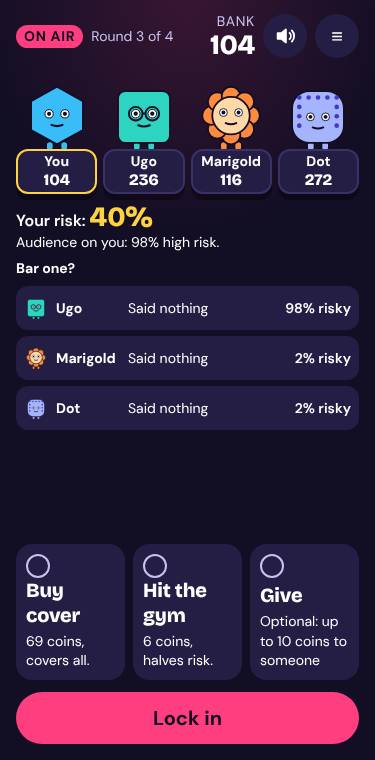 ON AIR Round 3 of 4
BANK
104
You
104
Ugo
236
Marigold
116
Dot
272
Your risk: 40%
Audience on you: 98% high risk.
Bar one?
Ugo Said nothing 98% risky
Marigold Said nothing 2% risky
Dot Said nothing 2% risky
Buy
cover
69 coins,
covers all.
Hit the
gym
6 coins,
halves risk.
Give
Optional: up
to 10 coins to
someone
Lock in